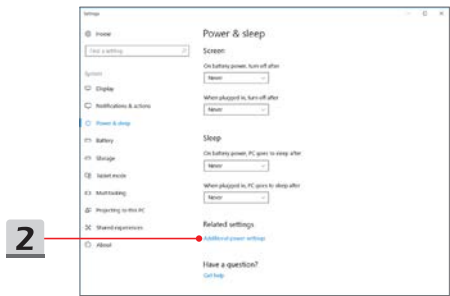 Settings
Home
Find a setting
System
Display
Notifications & actions
Power & sleep
Battery
Storage
Tablet mode
Multitasking
Projecting to this PC
Shared experiences
About
Power & sleep
Screen
On battery power, turn off after
Never
When plugged in, turn off after
Never
Sleep
On battery power, PC goes to sleep after
Never
When plugged in, PC goes to sleep after
Never
Related settings
Additional power settings
Have a question?
Get help
2